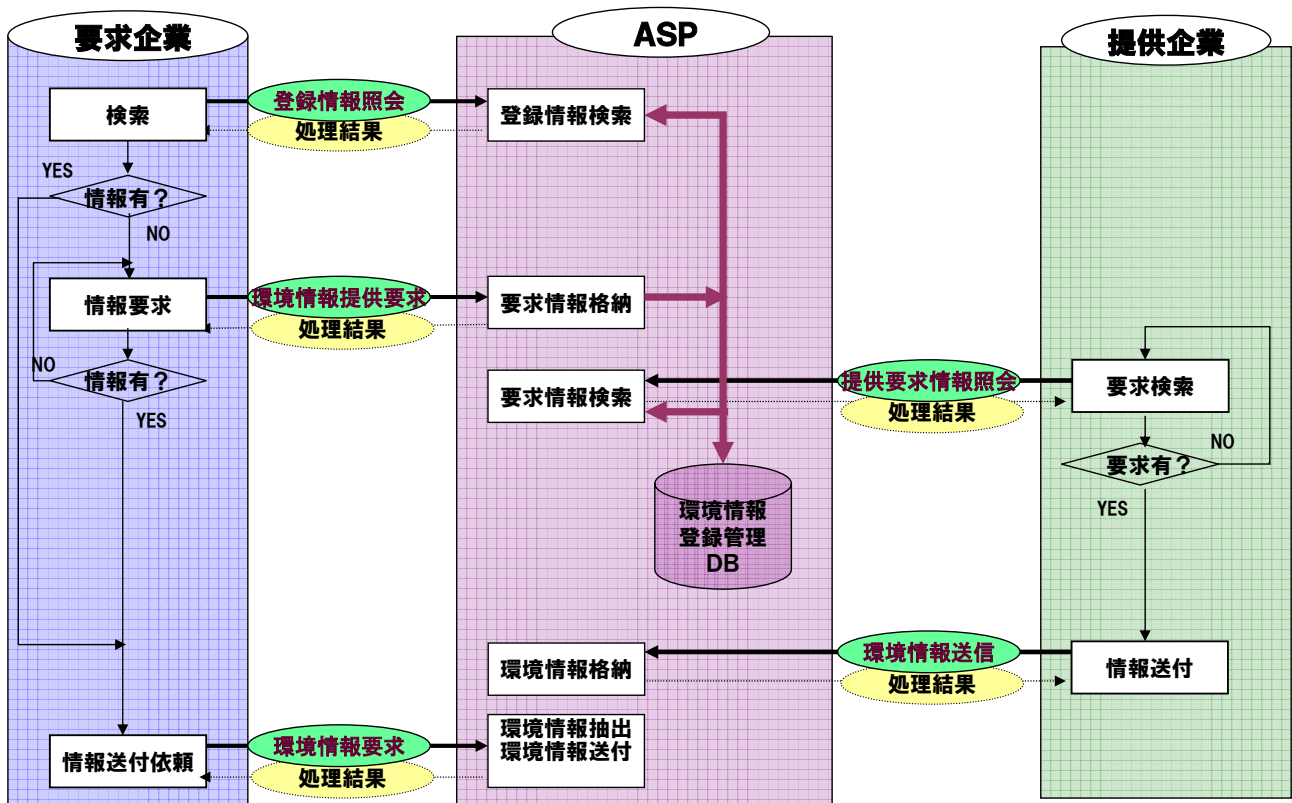 要求企業
ASP
提供企業
検索
登録情報照会
処理結果
登録情報検索
YES
情報有？
NO
情報要求
環境情報提供要求
処理結果
要求情報格納
NO
情報有？
YES
要求情報検索
提供要求情報照会
処理結果
要求検索
NO
要求有？
YES
環境情報
登録管理
DB
環境情報格納
環境情報送信
処理結果
情報送付
情報送付依頼
環境情報要求
処理結果
環境情報抽出
環境情報送付